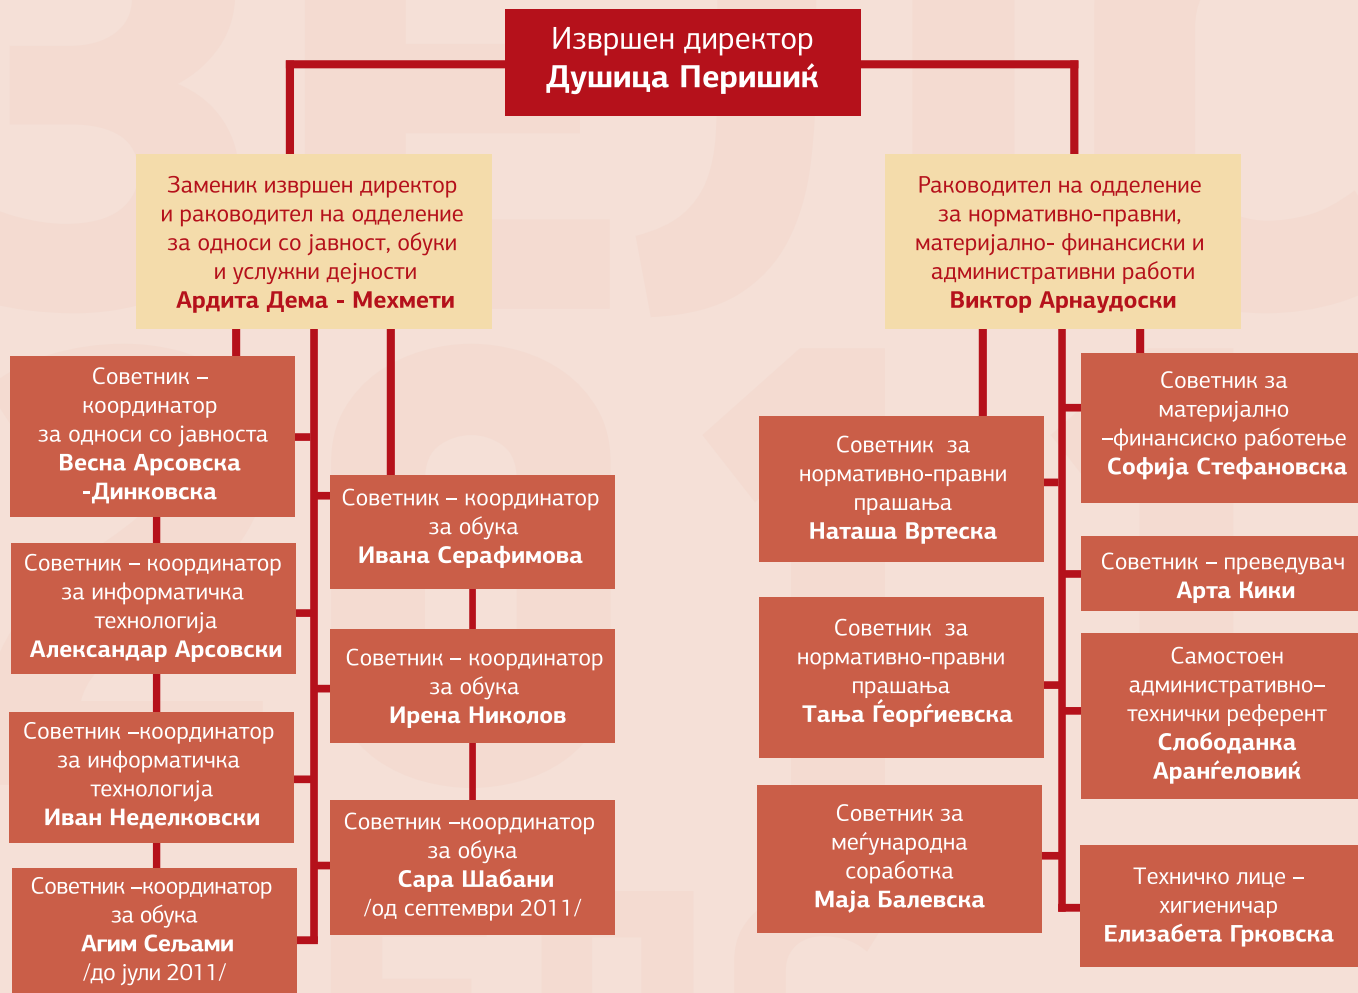 Извршен директор
Душица Перишиќ
Заменик извршен директор
и раководител на одделение
за односи со јавност, обуки
и услужни дејности
Ардита Дема - Мехмети
Раководител на одделение
за нормативно-правни,
материјално- финансиски и
административни работи
Виктор Арнаудоски
Советник –
координатор
за односи со јавноста
Весна Арсовска
-Динковска
Советник – координатор
за информатичка
технологија
Александар Арсовски
Советник –координатор
за информатичка
технологија
Иван Неделковски
Советник –координатор
за обука
Агим Сељами
/до јули 2011/
Советник – координатор
за обука
Ивана Серафимова
Советник – координатор
за обука
Ирена Николов
Советник –координатор
за обука
Сара Шабани
/од септември 2011/
Советник за
нормативно-правни
прашања
Наташа Вртеска
Советник за
нормативно-правни
прашања
Тања Ѓеорѓиевска
Советник за
меѓународна
соработка
Маја Балевска
Советник за
материјално
–финансиско работење
Софија Стефановска
Советник – преведувач
Арта Кики
Самостоен
административно–
технички референт
Слободанка
Аранѓеловиќ
Техничко лице –
хигиеничар
Елизабета Грковска